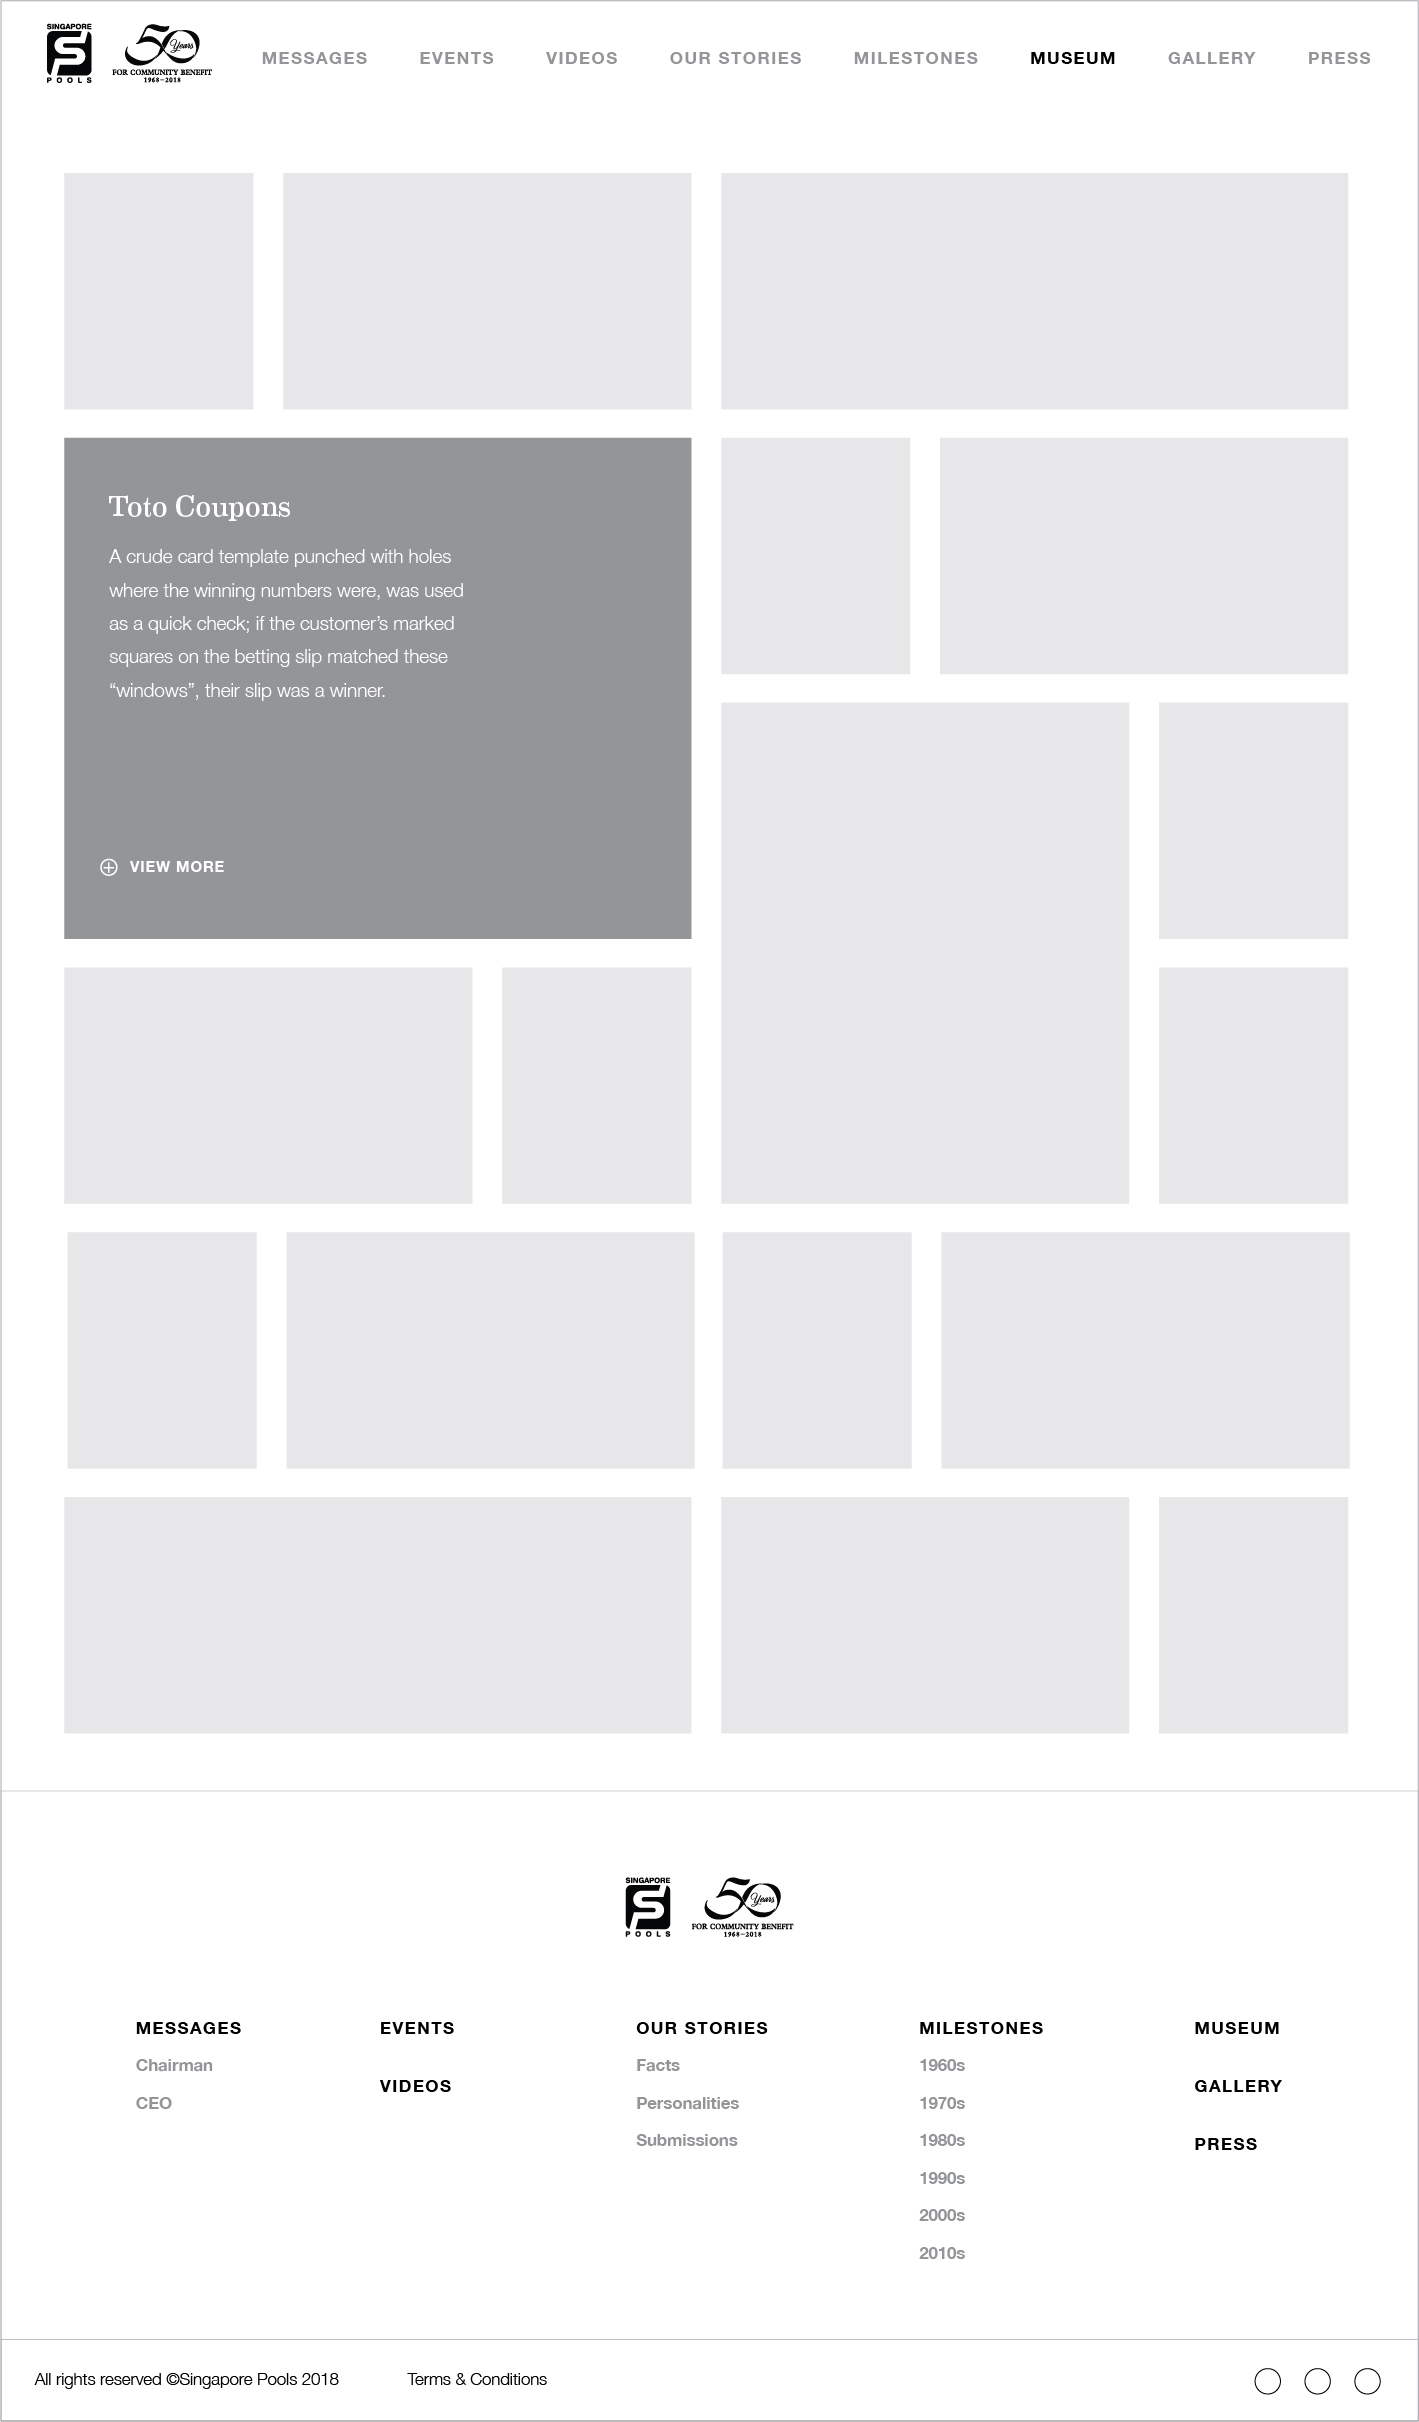 SINGAPORE
POOLS
50 Years
FOR COMMUNITY BENEFIT
1968–2018
MESSAGES EVENTS VIDEOS OUR STORIES MILESTONES MUSEUM GALLERY PRESS
Toto Coupons
A crude card template punched with holes
where the winning numbers were, was used
as a quick check; if the customer’s marked
squares on the betting slip matched these
“windows”, their slip was a winner.
VIEW MORE
SINGAPORE
POOLS
50 Years
FOR COMMUNITY BENEFIT
1968–2018
MESSAGES
Chairman
CEO
EVENTS
VIDEOS
OUR STORIES
Facts
Personalities
Submissions
MILESTONES
1960s
1970s
1980s
1990s
2000s
2010s
MUSEUM
GALLERY
PRESS
All rights reserved ©Singapore Pools 2018 Terms & Conditions